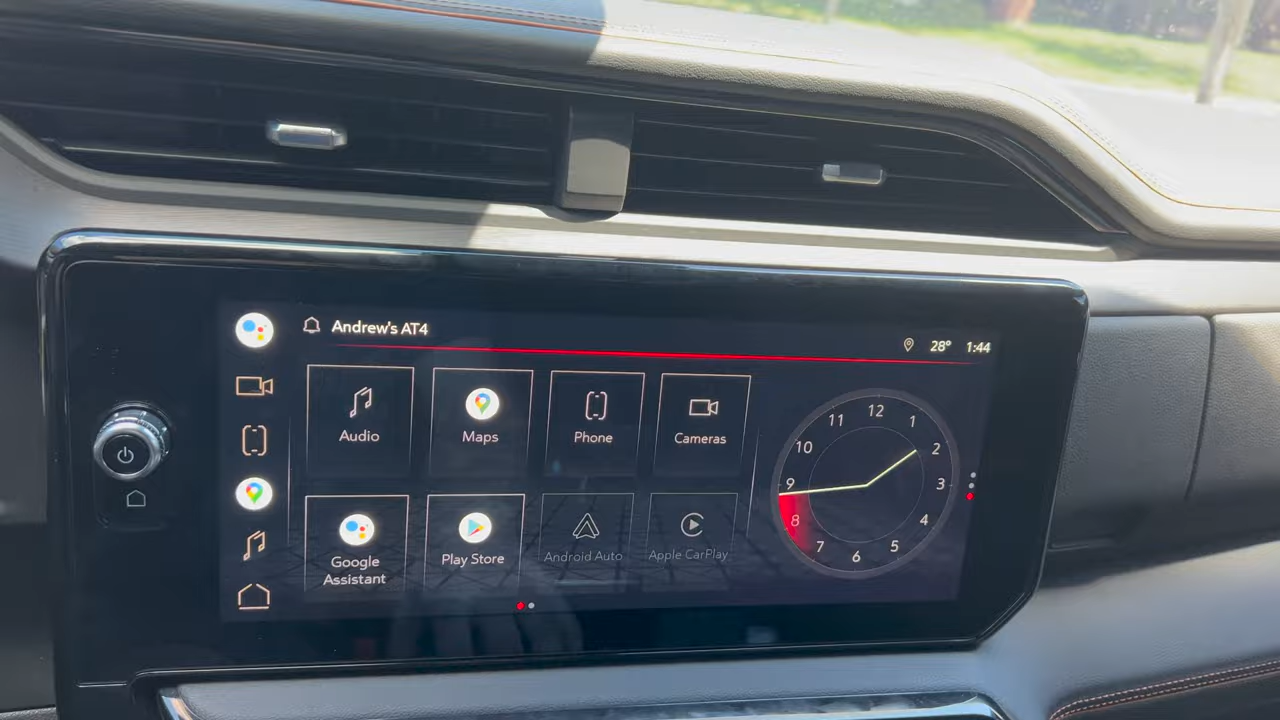 Andrew's AT4
28° 1:44
Audio
Maps
Phone
Cameras
Google
Assistant
Play Store
Android Auto
Apple CarPlay
12
1
2
3
4
5
6
7
8
9
10
11